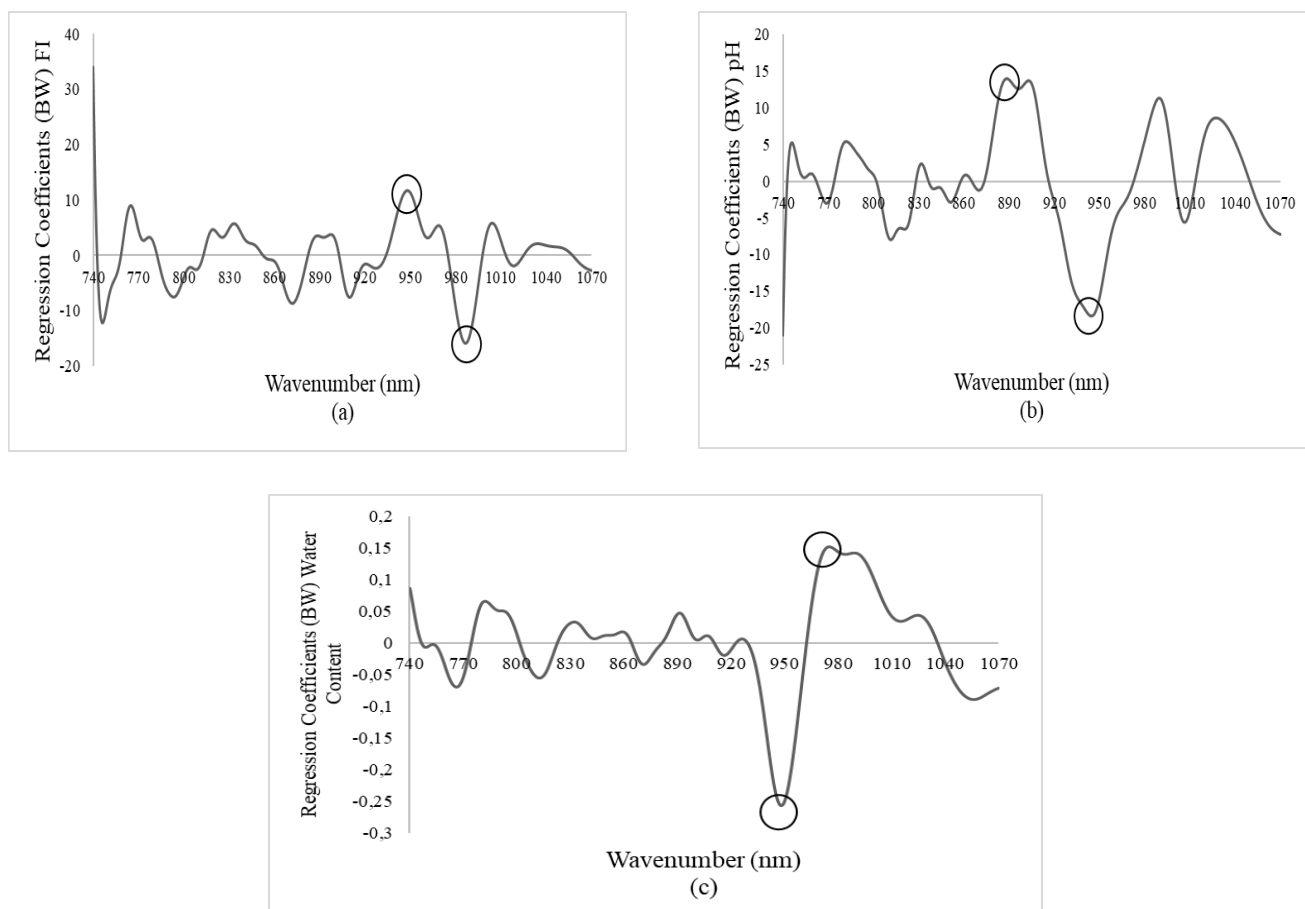 Regression Coefficients (BW) FI
40
30
20
10
0
-10
-20
740 770 800 830 860 890 920 950 980 1010 1040 1070
Wavenumber (nm)
(a)
Regression Coefficients (BW) pH
20
15
10
5
0
-5
-10
-15
-20
-25
740 770 800 830 860 890 920 950 980 1010 1040 1070
Wavenumber (nm)
(b)
Regression Coefficients (BW) Water
Content
0,2
0,15
0,1
0,05
0
-0,05
-0,1
-0,15
-0,2
-0,25
-0,3
740 770 800 830 860 890 920 950 980 1010 1040 1070
Wavenumber (nm)
(c)